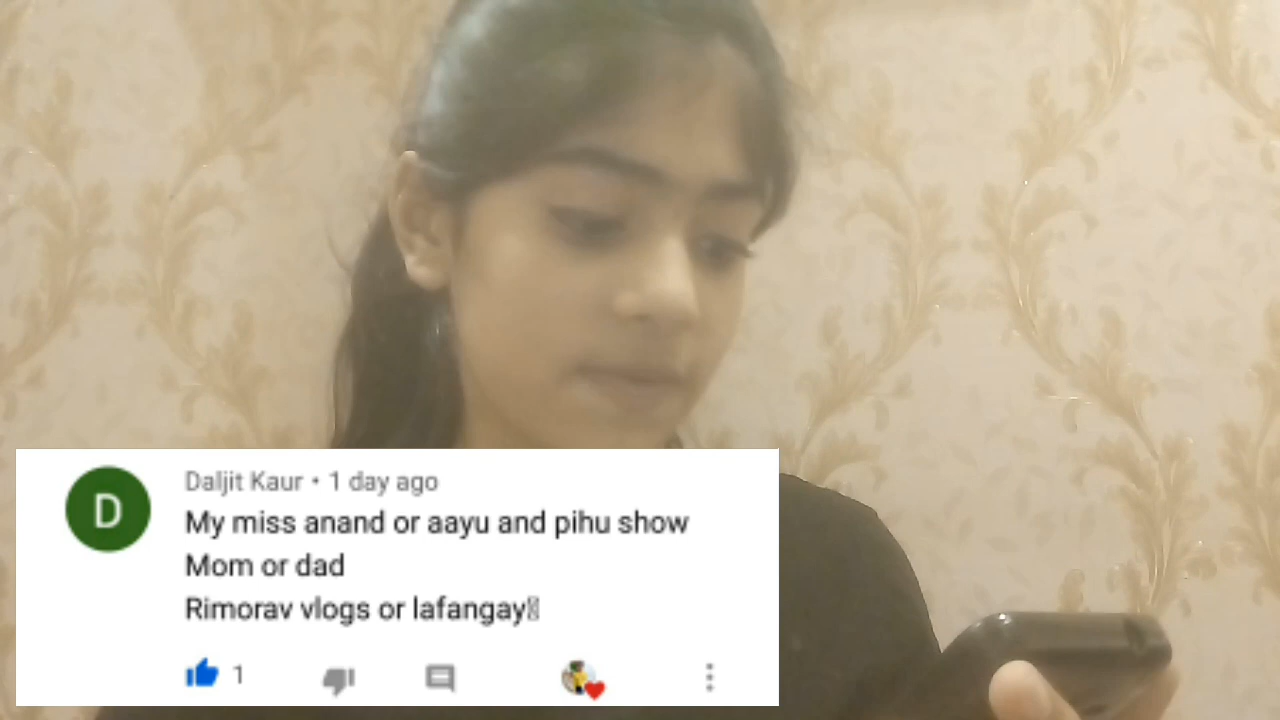 D
Daljit Kaur • 1 day ago
My miss anand or aayu and pihu show
Mom or dad
Rimorav vlogs or lafangay
1